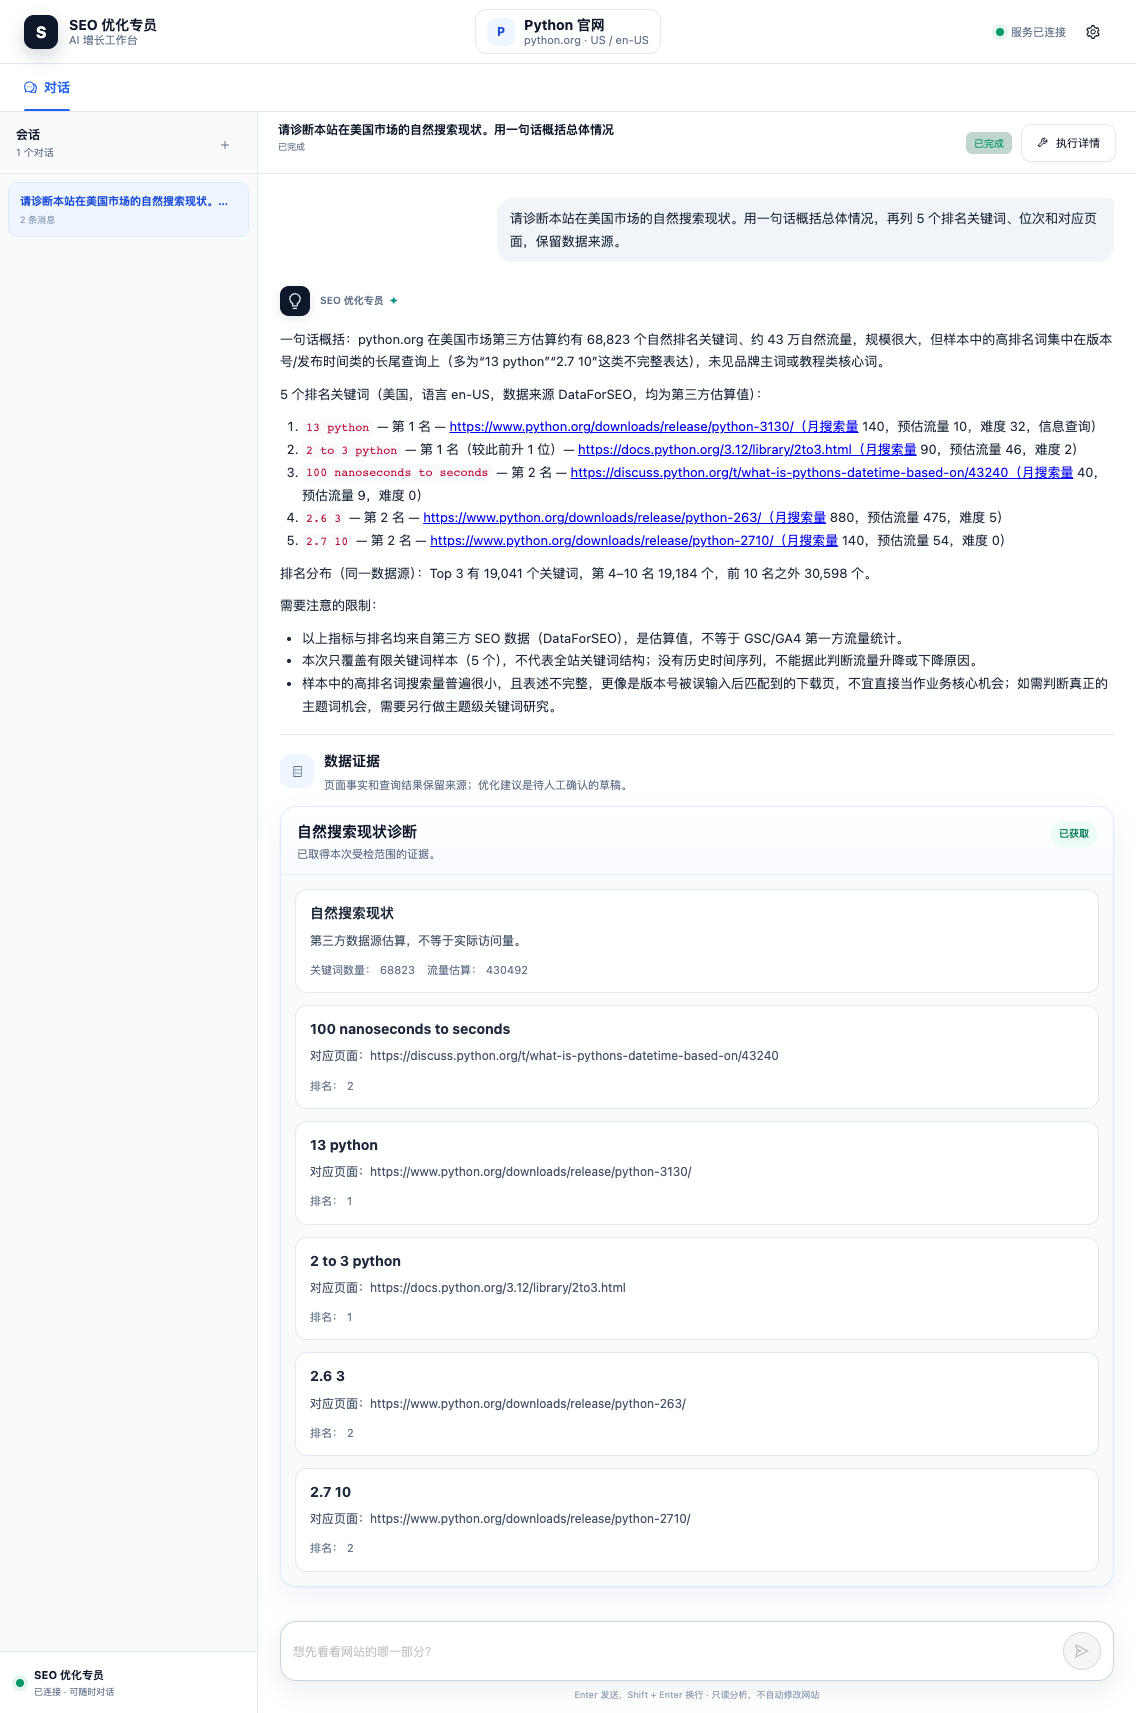 S
SEO 优化专员
AI 增长工作台
P
Python 官网
python.org · US / en-US
服务已连接
对话
会话
1 个对话
+
请诊断本站在美国市场的自然搜索现状。...
2 条消息
请诊断本站在美国市场的自然搜索现状。用一句话概括总体情况
已完成
已完成
执行详情
请诊断本站在美国市场的自然搜索现状。用一句话概括总体情况，再列 5 个排名关键词、位次和对应页
面，保留数据来源。
SEO 优化专员
一句话概括：python.org 在美国市场第三方估算约有 68,823 个自然排名关键词、约 43 万自然流量，规模很大，但样本中的高排名词集中在版本
号/发布时间类的长尾查询上（多为“13 python”“2.7 10”这类不完整表达），未见品牌主词或教程类核心词。
5 个排名关键词（美国，语言 en-US，数据来源 DataForSEO，均为第三方估算值）：
1. 13 python — 第 1 名 — https://www.python.org/downloads/release/python-3130/（月搜索量 140，预估流量 10，难度 32，信息查询）
2. 2 to 3 python — 第 1 名（较此前升 1 位）— https://docs.python.org/3.12/library/2to3.html（月搜索量 90，预估流量 46，难度 2）
3. 100 nanoseconds to seconds — 第 2 名 — https://discuss.python.org/t/what-is-pythons-datetime-based-on/43240（月搜索量 40，
预估流量 9，难度 0）
4. 2.6 3 — 第 2 名 — https://www.python.org/downloads/release/python-263/（月搜索量 880，预估流量 475，难度 5）
5. 2.7 10 — 第 2 名 — https://www.python.org/downloads/release/python-2710/（月搜索量 140，预估流量 54，难度 0）
排名分布（同一数据源）：Top 3 有 19,041 个关键词，第 4–10 名 19,184 个，前 10 名之外 30,598 个。
需要注意的限制：
• 以上指标与排名均来自第三方 SEO 数据（DataForSEO），是估算值，不等于 GSC/GA4 第一方流量统计。
• 本次只覆盖有限关键词样本（5 个），不代表全站关键词结构；没有历史时间序列，不能据此判断流量升降或下降原因。
• 样本中的高排名词搜索量普遍很小，且表述不完整，更像是版本号被误输入后匹配到的下载页，不宜直接当作业务核心机会；如需判断真正的
主题词机会，需要另行做主题级关键词研究。
数据证据
页面事实和查询结果保留来源；优化建议是待人工确认的草稿。
自然搜索现状诊断
已取得本次受检范围的证据。
已获取
自然搜索现状
第三方数据源估算，不等于实际访问量。
关键词数量： 68823 流量估算： 430492
100 nanoseconds to seconds
对应页面：https://discuss.python.org/t/what-is-pythons-datetime-based-on/43240
排名： 2
13 python
对应页面：https://www.python.org/downloads/release/python-3130/
排名： 1
2 to 3 python
对应页面：https://docs.python.org/3.12/library/2to3.html
排名： 1
2.6 3
对应页面：https://www.python.org/downloads/release/python-263/
排名： 2
2.7 10
对应页面：https://www.python.org/downloads/release/python-2710/
排名： 2
想先看看网站的哪一部分？
Enter 发送，Shift + Enter 换行 · 只读分析，不自动修改网站
SEO 优化专员
已连接 · 可随时对话